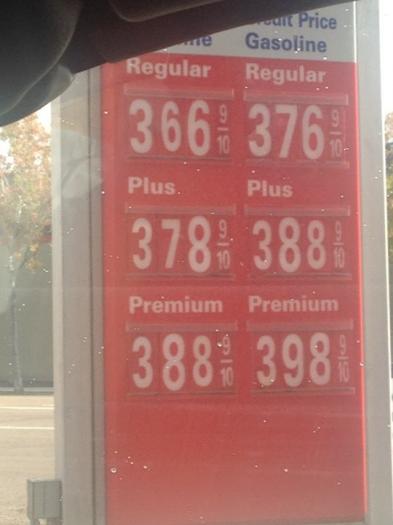 Credit Price
Gasoline
Regular Regular
366 9/10 376 9/10
Plus Plus
378 9/10 388 9/10
Premium Premium
388 9/10 398 9/10